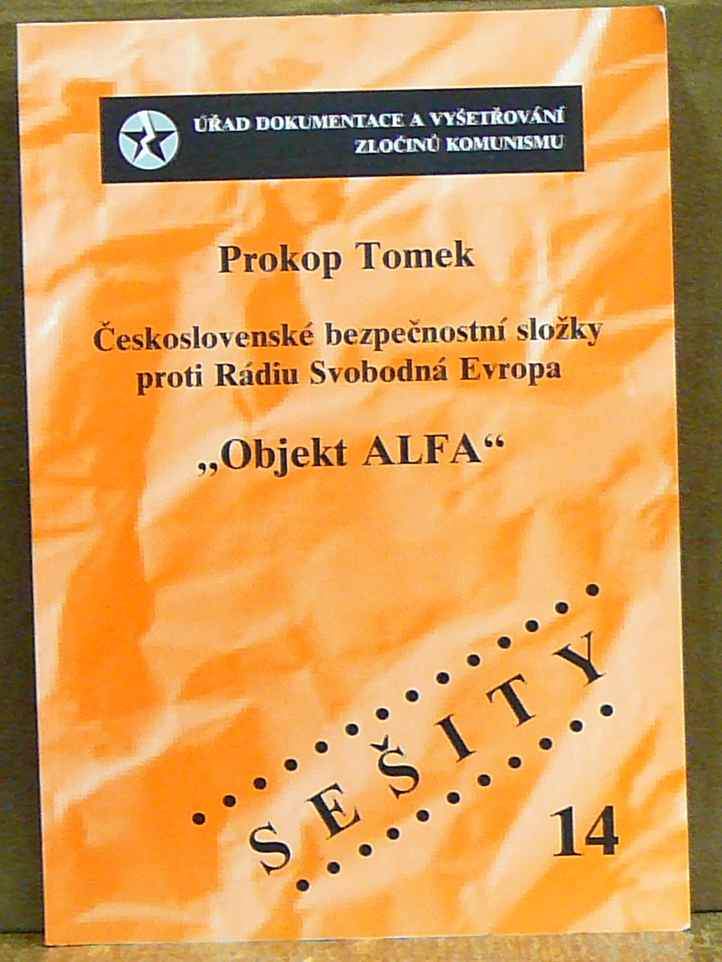 ÚŘAD DOKUMENTACE A VYŠETŘOVÁNÍ
ZLOČINŮ KOMUNISMU
Prokop Tomek
Československé bezpečnostní složky
proti Rádiu Svobodná Evropa
„Objekt ALFA“
SEŠITY
14